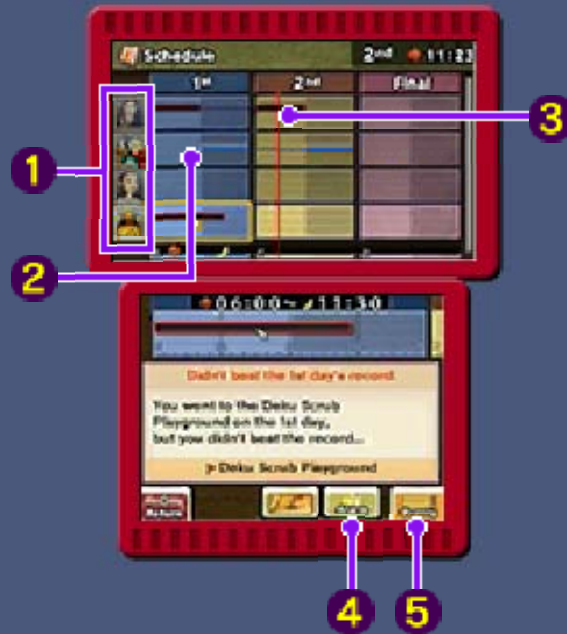 Schedule
2nd 11:23
1st
2nd
Final
1
2
3
06:00~ 11:30
Didn't beat the 1st day's record.
You went to the Deku Scrub
Playground on the 1st day,
but you didn't beat the record...
Deku Scrub Playground
4
5